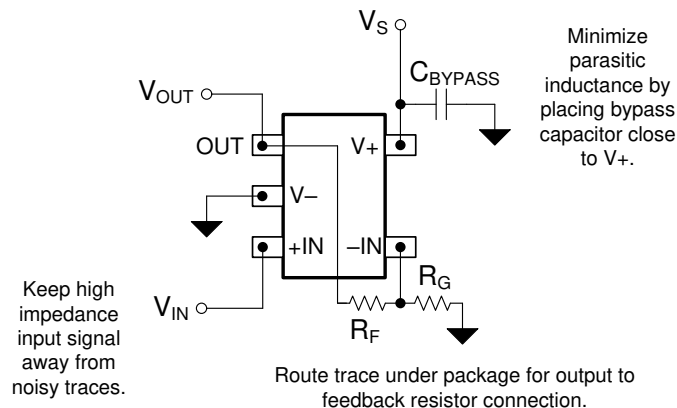 V_S
C_BYPASS
Minimize
parasitic
inductance by
placing bypass
capacitor close
to V+.
V_OUT
OUT
V+
V–
+IN
–IN
V_IN
R_F
R_G
Keep high
impedance
input signal
away from
noisy traces.
Route trace under package for output to
feedback resistor connection.